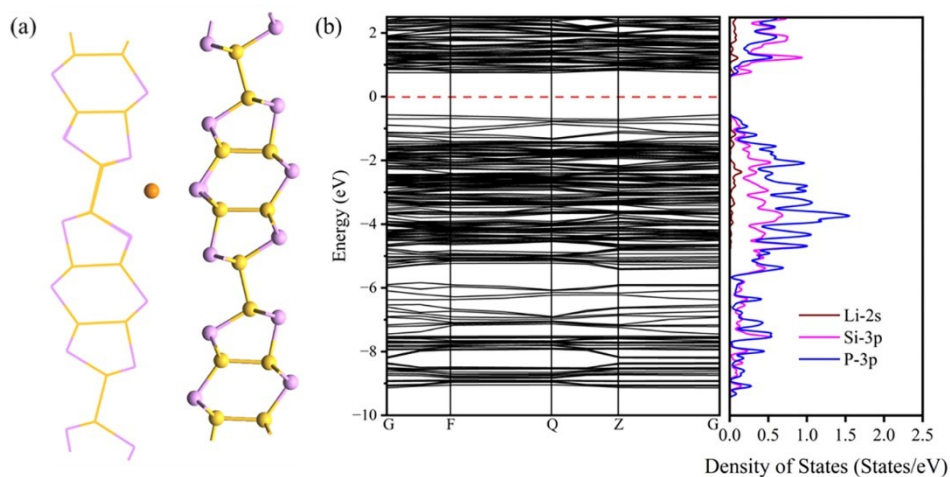 (a)
(b)
Energy (eV)
2
0
−2
−4
−6
−8
−10
G
F
Q
Z
G
Li-2s
Si-3p
P-3p
0.0
0.5
1.0
1.5
2.0
2.5
Density of States (States/eV)